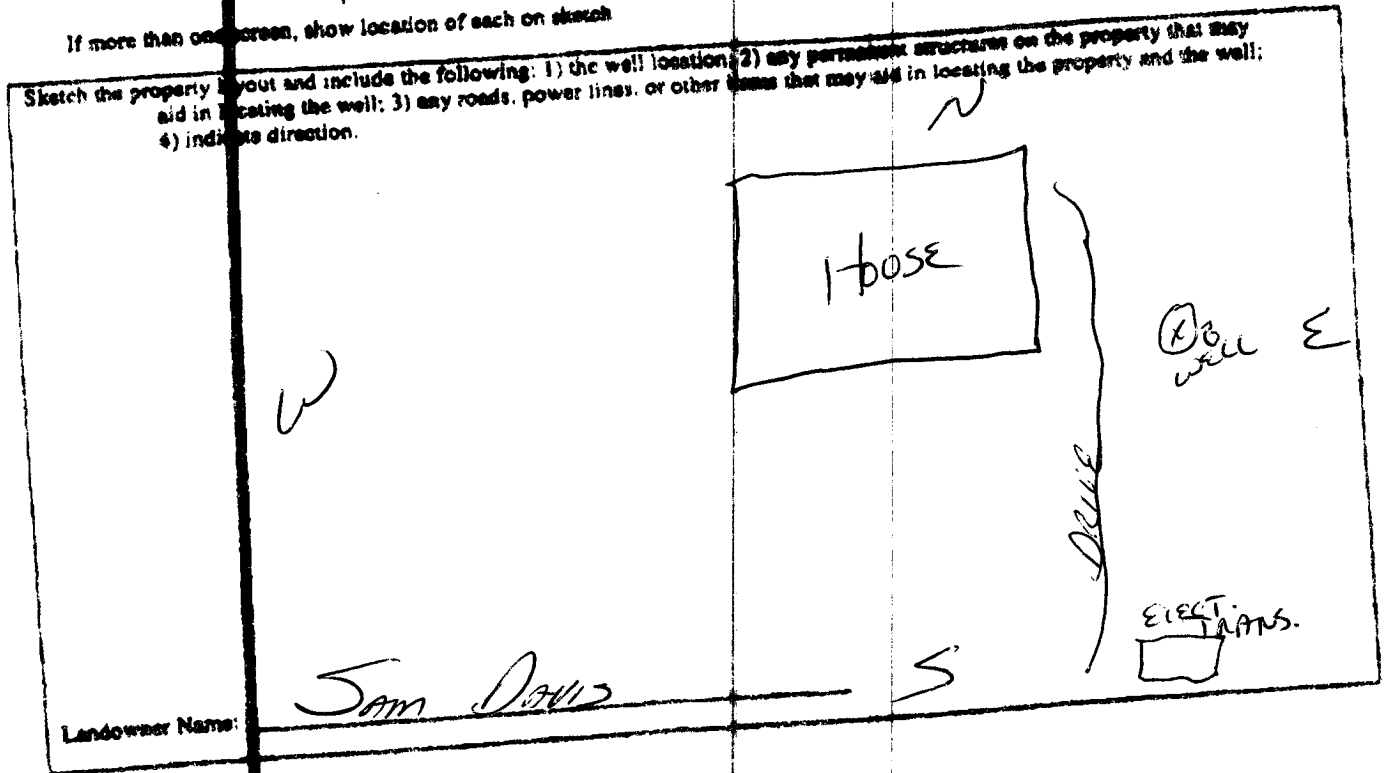 If more than one screen, show location of each on sketch
Sketch the property layout and include the following: 1) the well location; 2) any permanent structures on the property that may
aid in locating the well; 3) any roads, power lines, or other items that may aid in locating the property and the well;
4) indicate direction.
N
HOUSE
W
WELL
E
DRIVE
ELECT.
TRANS.
S
Landowner Name: SAM DAVIS